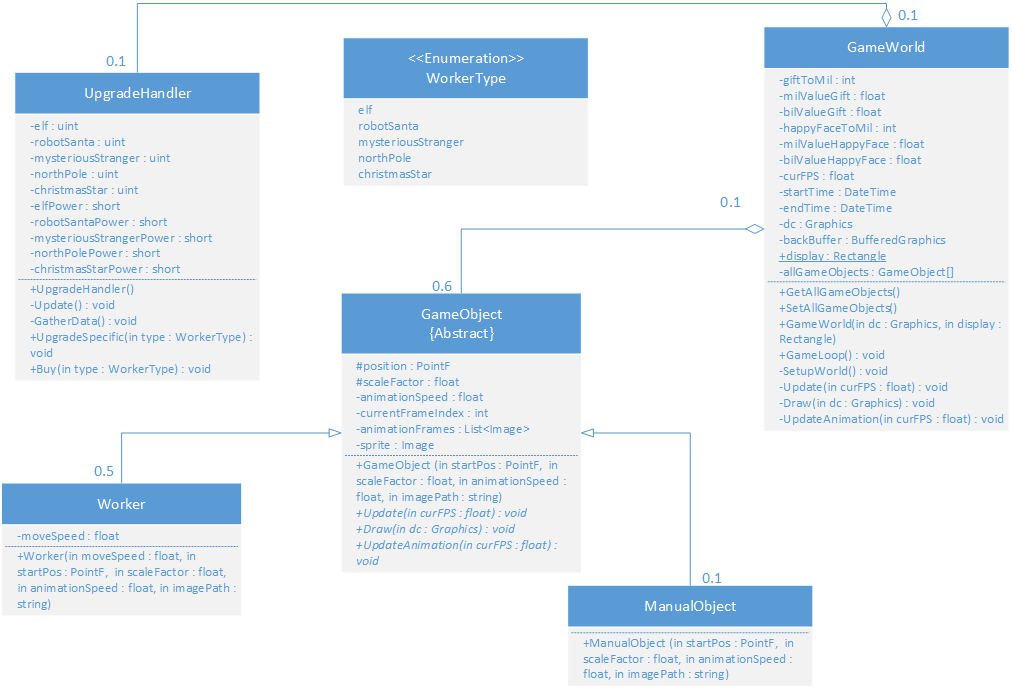 0.1
0.1
UpgradeHandler
-elf : uint
-robotSanta : uint
-mysteriousStranger : uint
-northPole : uint
-christmasStar : uint
-elfPower : short
-robotSantaPower : short
-mysteriousStrangerPower : short
-northPolePower : short
-christmasStarPower : short
+UpgradeHandler()
-Update() : void
-GatherData() : void
+UpgradeSpecific(in type : WorkerType) :
void
+Buy(in type : WorkerType) : void
<<Enumeration>>
WorkerType
elf
robotSanta
mysteriousStranger
northPole
christmasStar
GameWorld
-giftToMil : int
-milValueGift : float
-bilValueGift : float
-happyFaceToMil : int
-milValueHappyFace : float
-bilValueHappyFace : float
-curFPS : float
-startTime : DateTime
-endTime : DateTime
-dc : Graphics
-backBuffer : BufferedGraphics
+display : Rectangle
-allGameObjects : GameObject[]
+GetAllGameObjects()
+SetAllGameObjects()
+GameWorld(in dc : Graphics, in display :
Rectangle)
+GameLoop() : void
-SetupWorld() : void
-Update(in curFPS : float) : void
-Draw(in dc : Graphics) : void
-UpdateAnimation(in curFPS : float) : void
0.1
0.6
GameObject
{Abstract}
#position : PointF
#scaleFactor : float
-animationSpeed : float
-currentFrameIndex : int
-animationFrames : List<Image>
-sprite : Image
+GameObject (in startPos : PointF, in
scaleFactor : float, in animationSpeed :
float, in imagePath : string)
+Update(in curFPS : float) : void
+Draw(in dc : Graphics) : void
+UpdateAnimation(in curFPS : float) :
void
0.5
Worker
-moveSpeed : float
+Worker(in moveSpeed : float, in
startPos : PointF, in scaleFactor : float,
in animationSpeed : float, in imagePath :
string)
0.1
ManualObject
+ManualObject (in startPos : PointF, in
scaleFactor : float, in animationSpeed :
float, in imagePath : string)